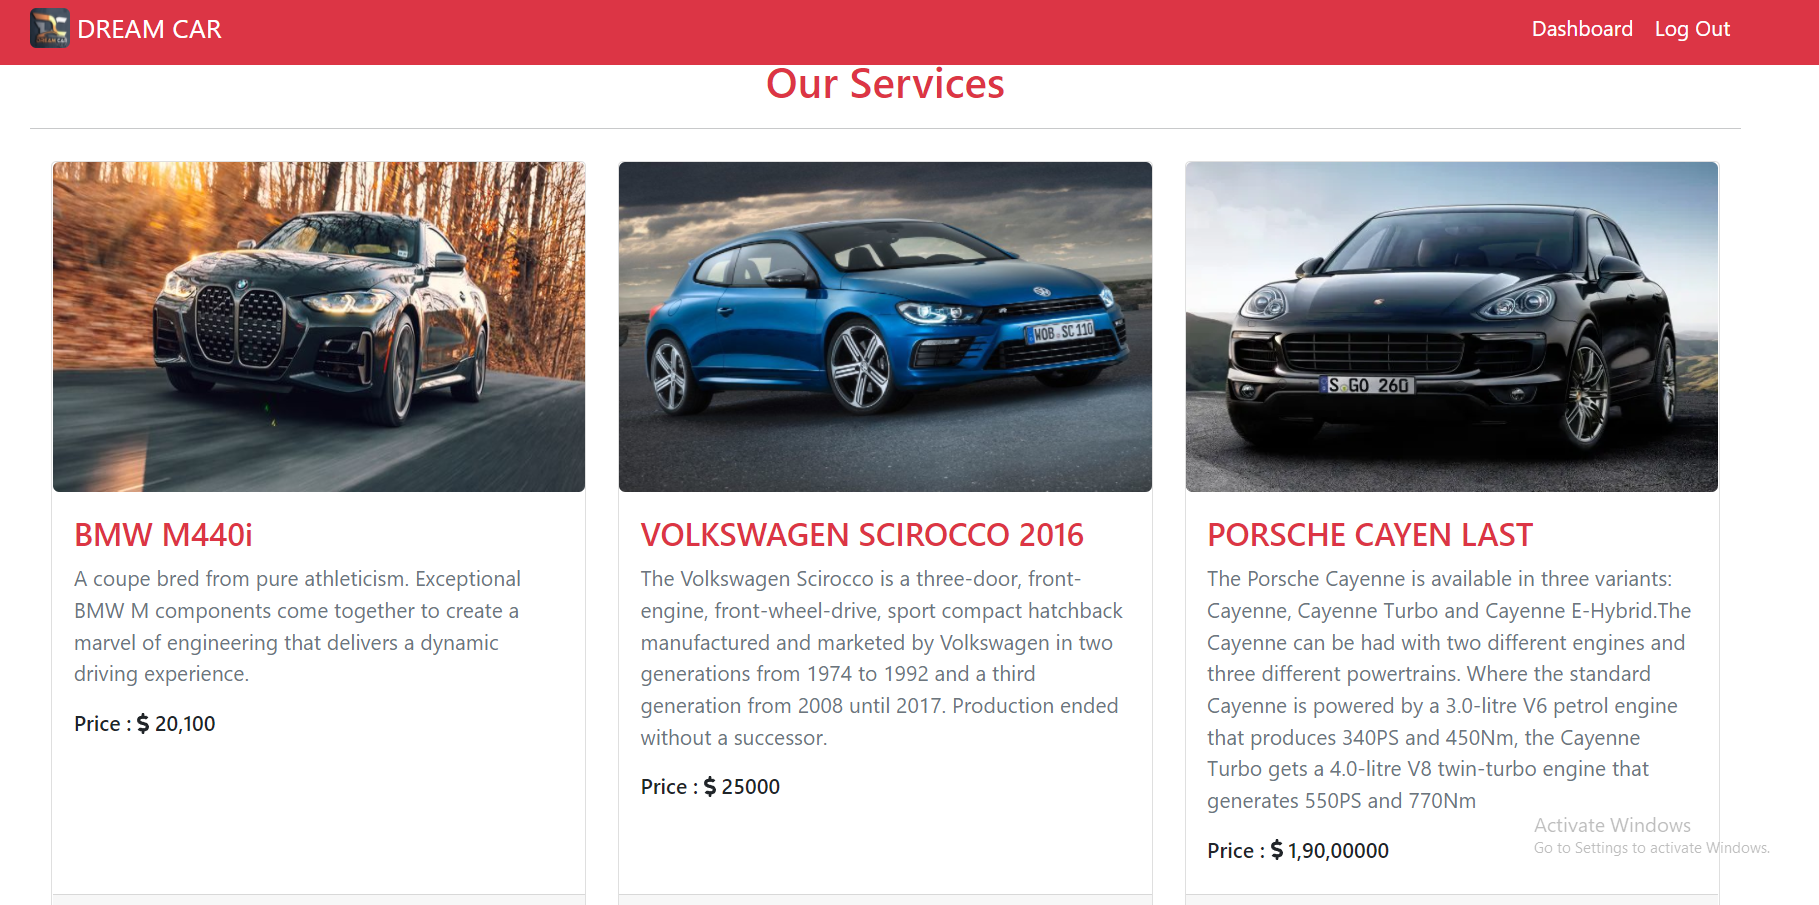 DREAM CAR
Dashboard
Log Out
Our Services
WOB SC 110
S GO 260
BMW M440i
A coupe bred from pure athleticism. Exceptional
BMW M components come together to create a
marvel of engineering that delivers a dynamic
driving experience.
Price : $ 20,100
VOLKSWAGEN SCIROCCO 2016
The Volkswagen Scirocco is a three-door, front-
engine, front-wheel-drive, sport compact hatchback
manufactured and marketed by Volkswagen in two
generations from 1974 to 1992 and a third
generation from 2008 until 2017. Production ended
without a successor.
Price : $ 25000
PORSCHE CAYEN LAST
The Porsche Cayenne is available in three variants:
Cayenne, Cayenne Turbo and Cayenne E-Hybrid.The
Cayenne can be had with two different engines and
three different powertrains. Where the standard
Cayenne is powered by a 3.0-litre V6 petrol engine
that produces 340PS and 450Nm, the Cayenne
Turbo gets a 4.0-litre V8 twin-turbo engine that
generates 550PS and 770Nm
Price : $ 1,90,00000
Activate Windows
Go to Settings to activate Windows.